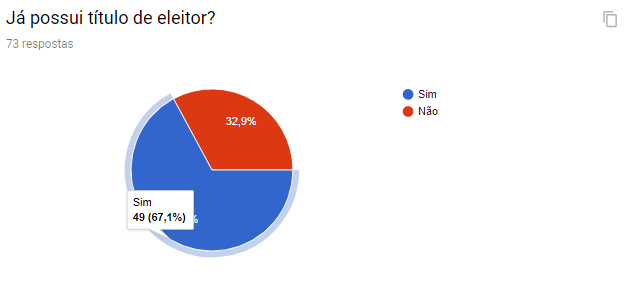 Já possui título de eleitor?
73 respostas
Sim
Não
32,9%
Sim
49 (67,1%)
%